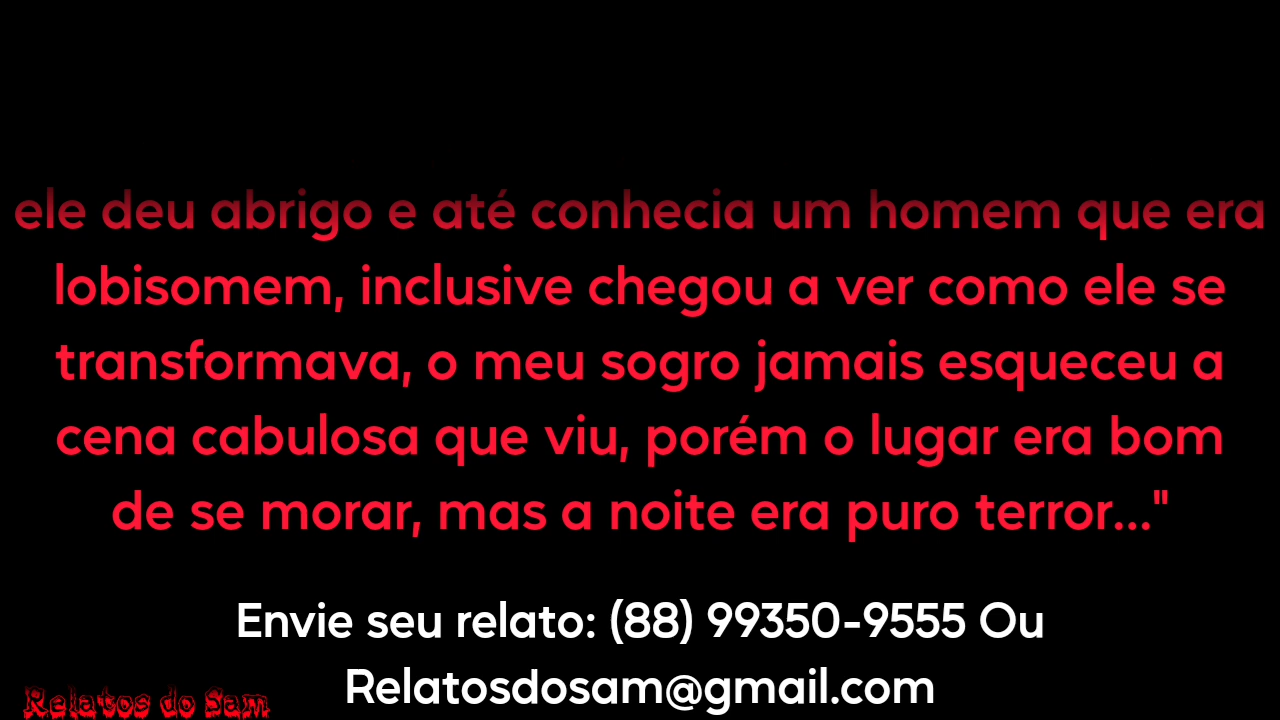 ele deu abrigo e até conhecia um homem que era
lobisomem, inclusive chegou a ver como ele se
transformava, o meu sogro jamais esqueceu a
cena cabulosa que viu, porém o lugar era bom
de se morar, mas a noite era puro terror..."
Envie seu relato: (88) 99350-9555 Ou
Relatosdosam@gmail.com
Relatos do Sam